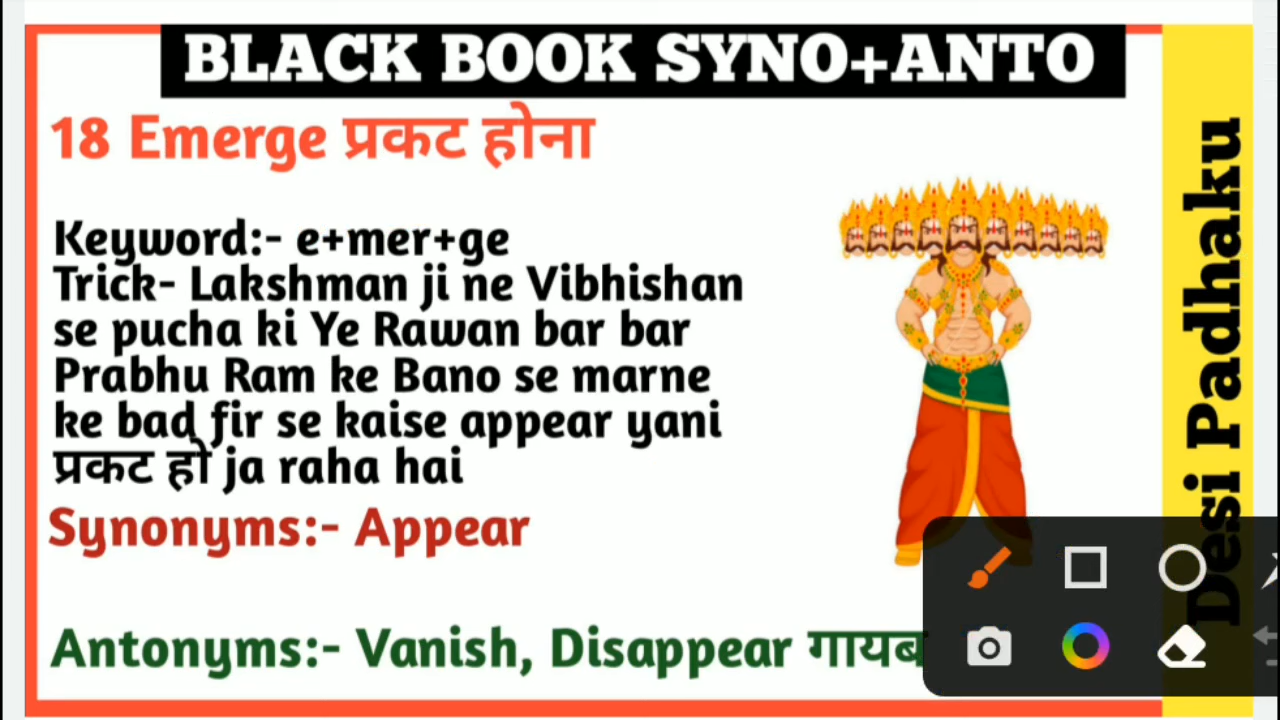 BLACK BOOK SYNO+ANTO
18 Emerge प्रकट होना
Keyword:- e+mer+ge
Trick- Lakshman ji ne Vibhishan
se pucha ki Ye Rawan bar bar
Prabhu Ram ke Bano se marne
ke bad fir se kaise appear yani
प्रकट हो ja raha hai
Synonyms:- Appear
Antonyms:- Vanish, Disappear गायब
Desi Padhaku